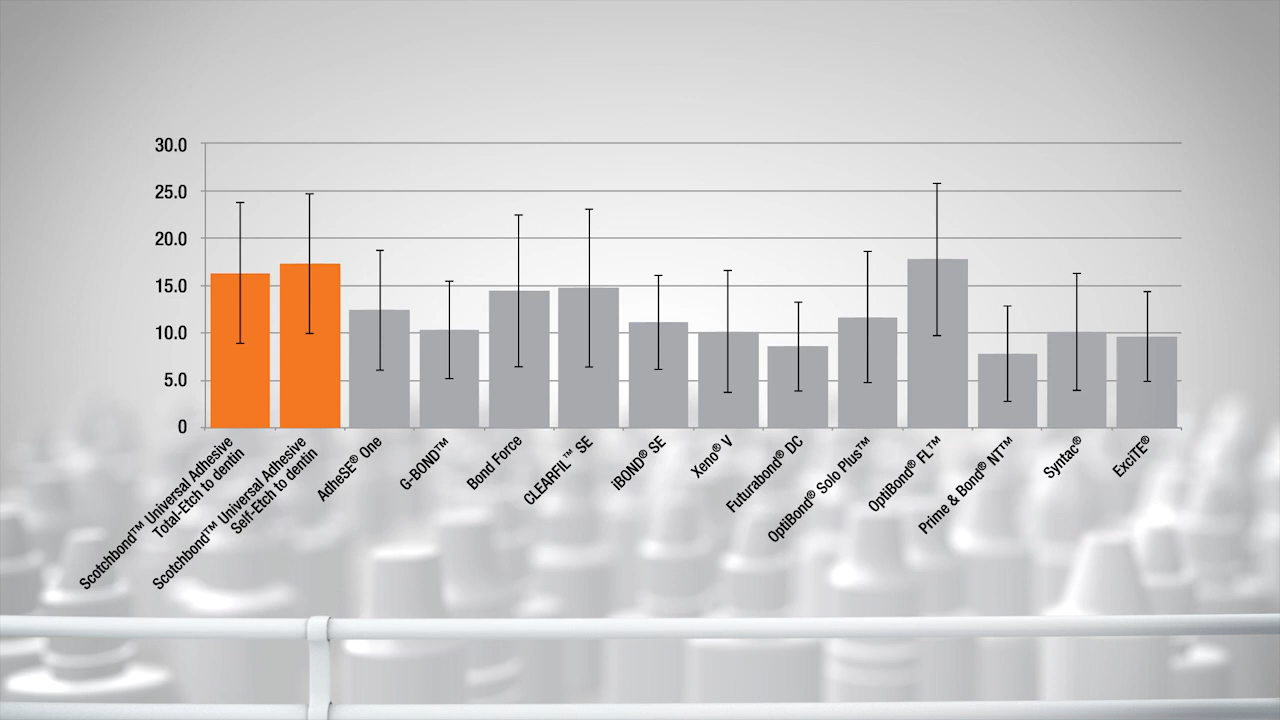 30.0
25.0
20.0
15.0
10.0
5.0
0
Scotchbond™ Universal Adhesive
Total-Etch to dentin
Scotchbond™ Universal Adhesive
Self-Etch to dentin
AdheSE® One
G-BOND™
Bond Force
CLEARFIL™ SE
iBOND® SE
Xeno® V
Futurabond® DC
OptiBond® Solo Plus™
OptiBond® FL™
Prime & Bond® NT™
Syntac®
ExciTE®